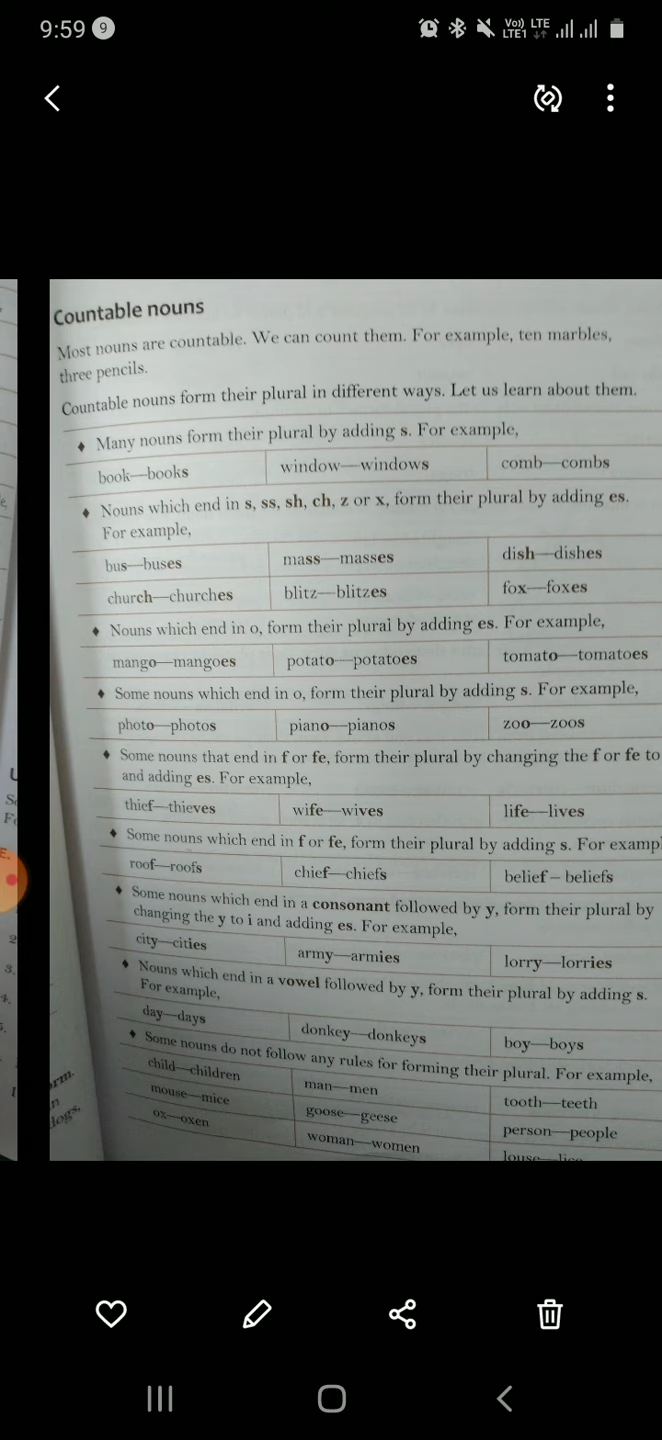 9:59 9
Vo)) LTE
LTE1
Countable nouns
Most nouns are countable. We can count them. For example, ten marbles,
three pencils.
Countable nouns form their plural in different ways. Let us learn about them.
♦ Many nouns form their plural by adding s. For example,
book—books window—windows comb—combs
♦ Nouns which end in s, ss, sh, ch, z or x, form their plural by adding es.
For example,
bus—buses mass—masses dish—dishes
church—churches blitz—blitzes fox—foxes
♦ Nouns which end in o, form their plural by adding es. For example,
mango—mangoes potato—potatoes tomato—tomatoes
♦ Some nouns which end in o, form their plural by adding s. For example,
photo—photos piano—pianos zoo—zoos
♦ Some nouns that end in f or fe, form their plural by changing the f or fe to
and adding es. For example,
thief—thieves wife—wives life—lives
♦ Some nouns which end in f or fe, form their plural by adding s. For examp
roof—roofs chief—chiefs belief – beliefs
♦ Some nouns which end in a consonant followed by y, form their plural by
changing the y to i and adding es. For example,
city—cities army—armies lorry—lorries
♦ Nouns which end in a vowel followed by y, form their plural by adding s.
For example,
day—days donkey—donkeys boy—boys
♦ Some nouns do not follow any rules for forming their plural. For example,
child—children man—men tooth—teeth
mouse—mice goose—geese person—people
ox—oxen woman—women louse—lice